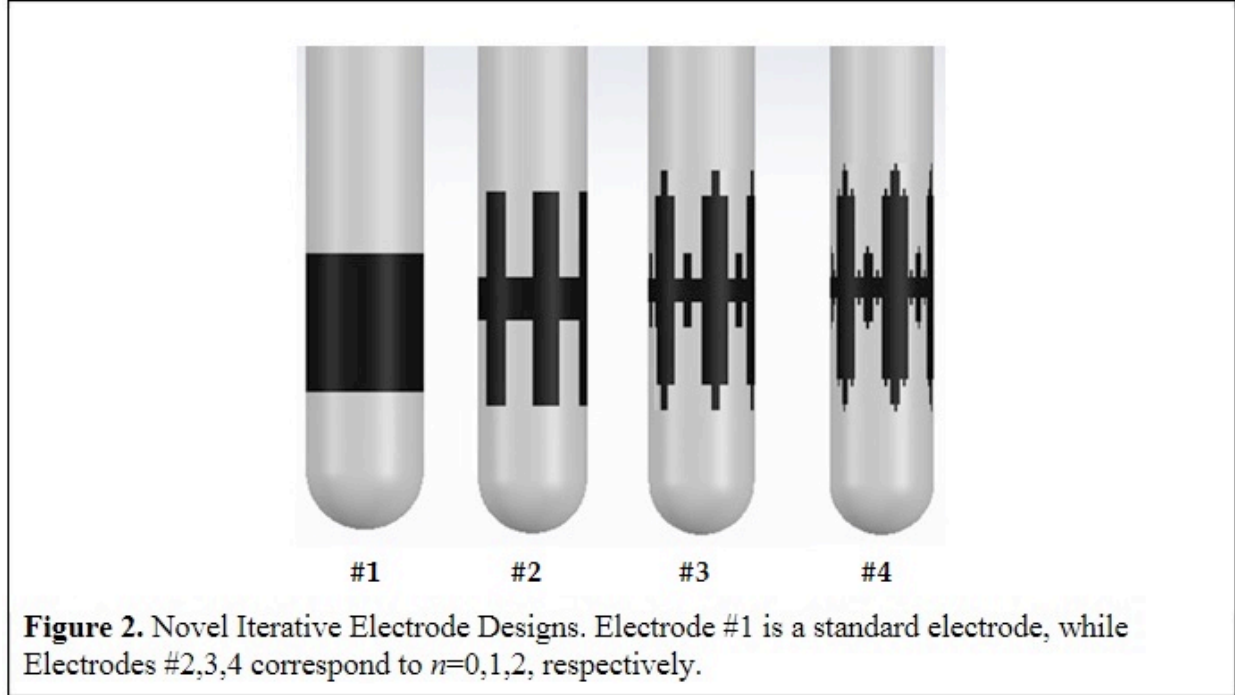 #1 #2 #3 #4
Figure 2. Novel Iterative Electrode Designs. Electrode #1 is a standard electrode, while
Electrodes #2,3,4 correspond to n=0,1,2, respectively.